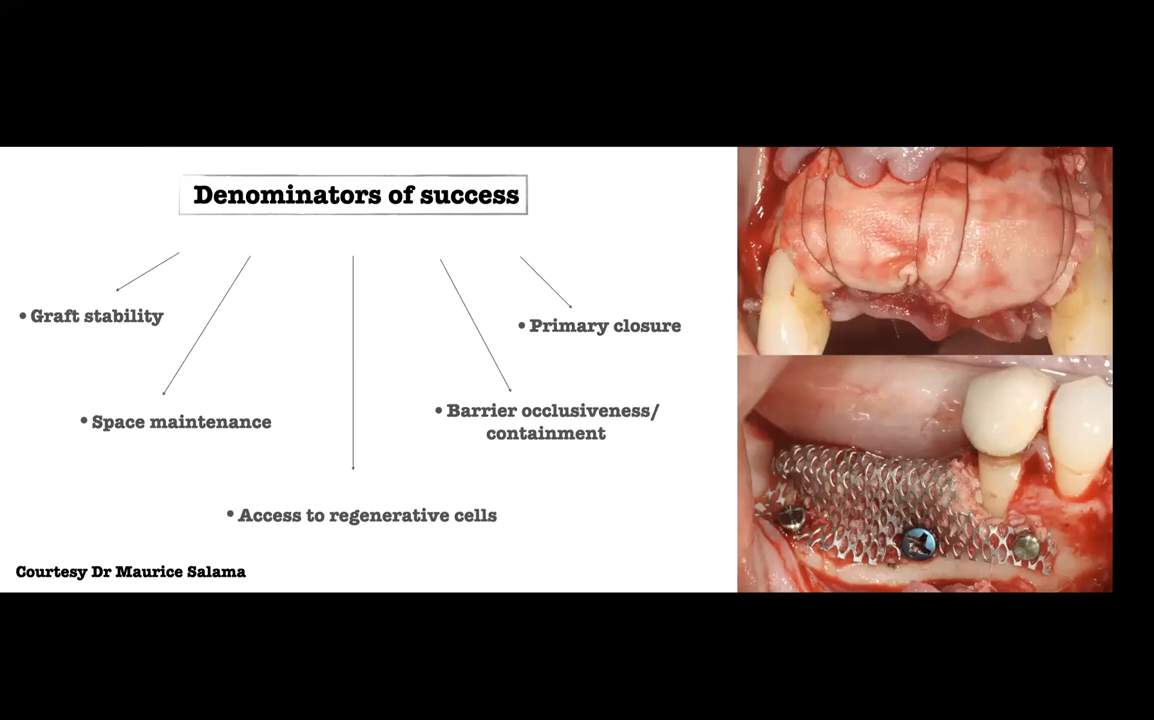 Denominators of success
• Graft stability
• Primary closure
• Space maintenance
• Barrier occlusiveness/
containment
• Access to regenerative cells
Courtesy Dr Maurice Salama